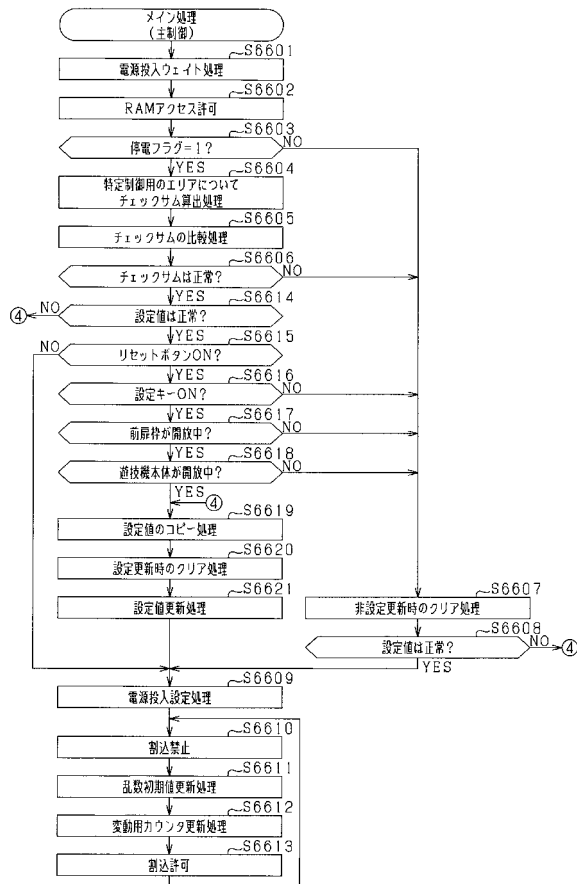 メイン処理
(主制御)
S6601
電源投入ウェイト処理
S6602
RAMアクセス許可
S6603
停電フラグ=1?
NO
YES
S6604
特定制御用のエリアについて
チェックサム算出処理
S6605
チェックサムの比較処理
S6606
チェックサムは正常?
NO
YES
S6614
④
NO
設定値は正常?
YES
S6615
NO
リセットボタンON?
YES
S6616
設定キーON?
NO
YES
S6617
前扉枠が開放中?
NO
YES
S6618
遊技機本体が開放中?
NO
YES
④
S6619
設定値のコピー処理
S6620
設定更新時のクリア処理
S6621
設定値更新処理
S6607
非設定更新時のクリア処理
S6608
設定値は正常?
NO
④
YES
S6609
電源投入設定処理
S6610
割込禁止
S6611
乱数初期値更新処理
S6612
変動用カウンタ更新処理
S6613
割込許可